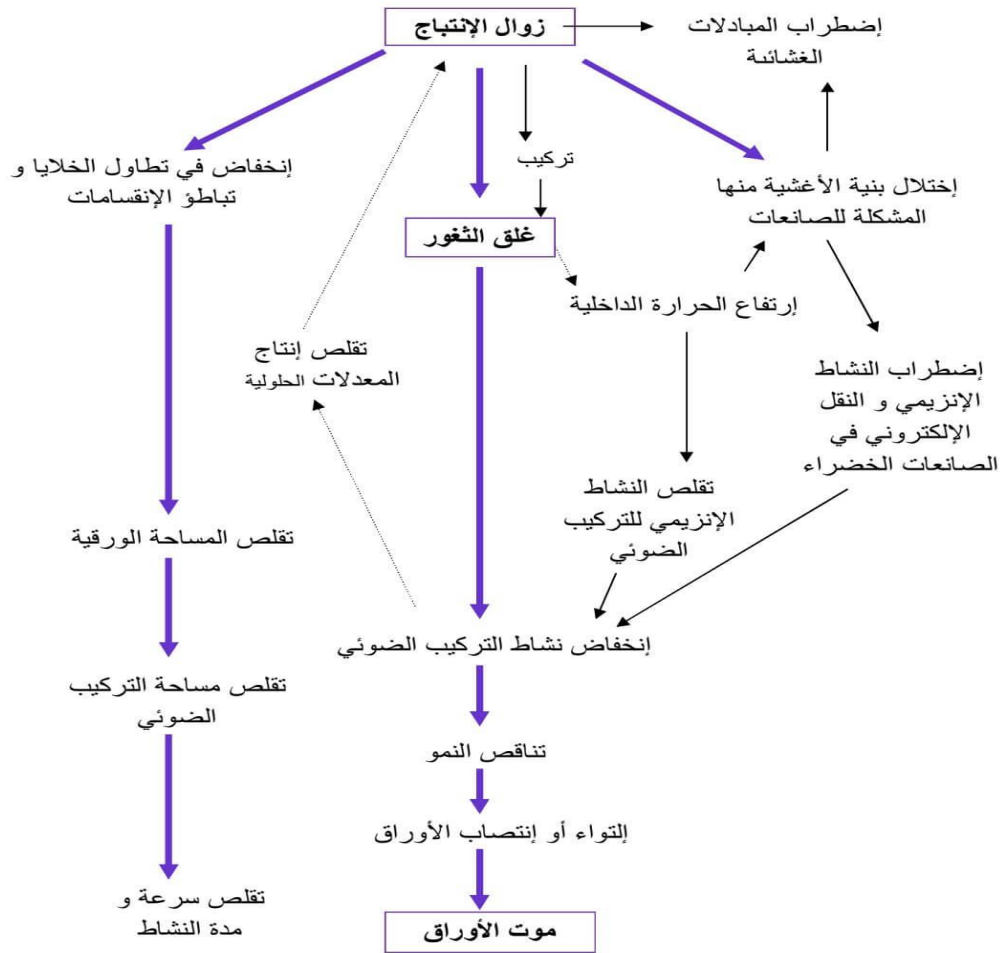 زوال الإنتباج
إضطراب المبادلات
الغشائية
تركيب
إنخفاض في تطاول الخلايا و
تباطؤ الإنقسامات
إختلال بنية الأغشية منها
المشكلة للصانعات
غلق الثغور
إرتفاع الحرارة الداخلية
تقلص إنتاج
المعدلات الحلولية
إضطراب النشاط
الإنزيمي و النقل
الإلكتروني في
الصانعات الخضراء
تقلص النشاط
الإنزيمي للتركيب
الضوئي
تقلص المساحة الورقية
إنخفاض نشاط التركيب الضوئي
تقلص مساحة التركيب
الضوئي
تناقص النمو
إلتواء أو إنتصاب الأوراق
تقلص سرعة و
مدة النشاط
موت الأوراق